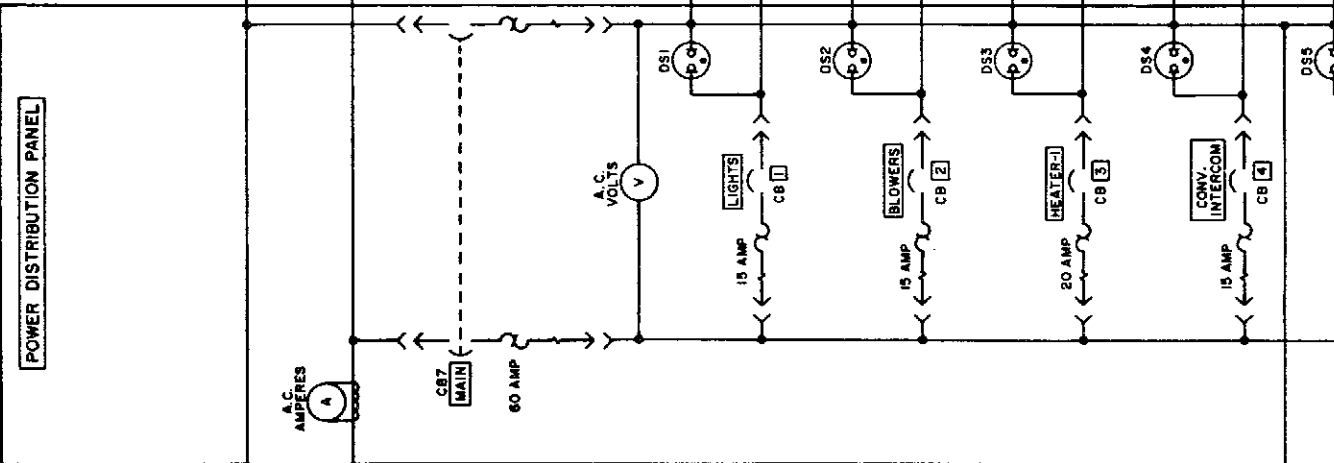 POWER DISTRIBUTION PANEL
A.C.
AMPERES
A
CB7
MAIN
60 AMP
A.C.
VOLTS
V
DS1
LIGHTS
CB 1
15 AMP
DS2
BLOWERS
CB 2
15 AMP
DS3
HEATER-1
CB 3
20 AMP
DS4
CONV.
INTERCOM
CB 4
15 AMP
DS5